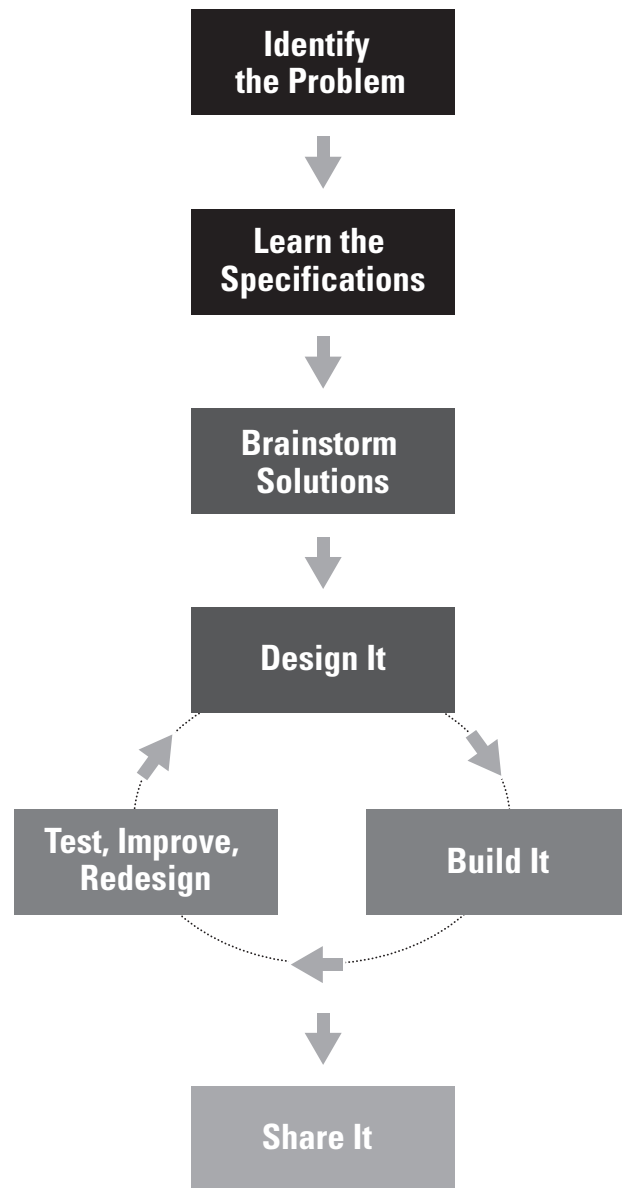 Identify
the Problem
Learn the
Specifications
Brainstorm
Solutions
Design It
Test, Improve,
Redesign
Build It
Share It